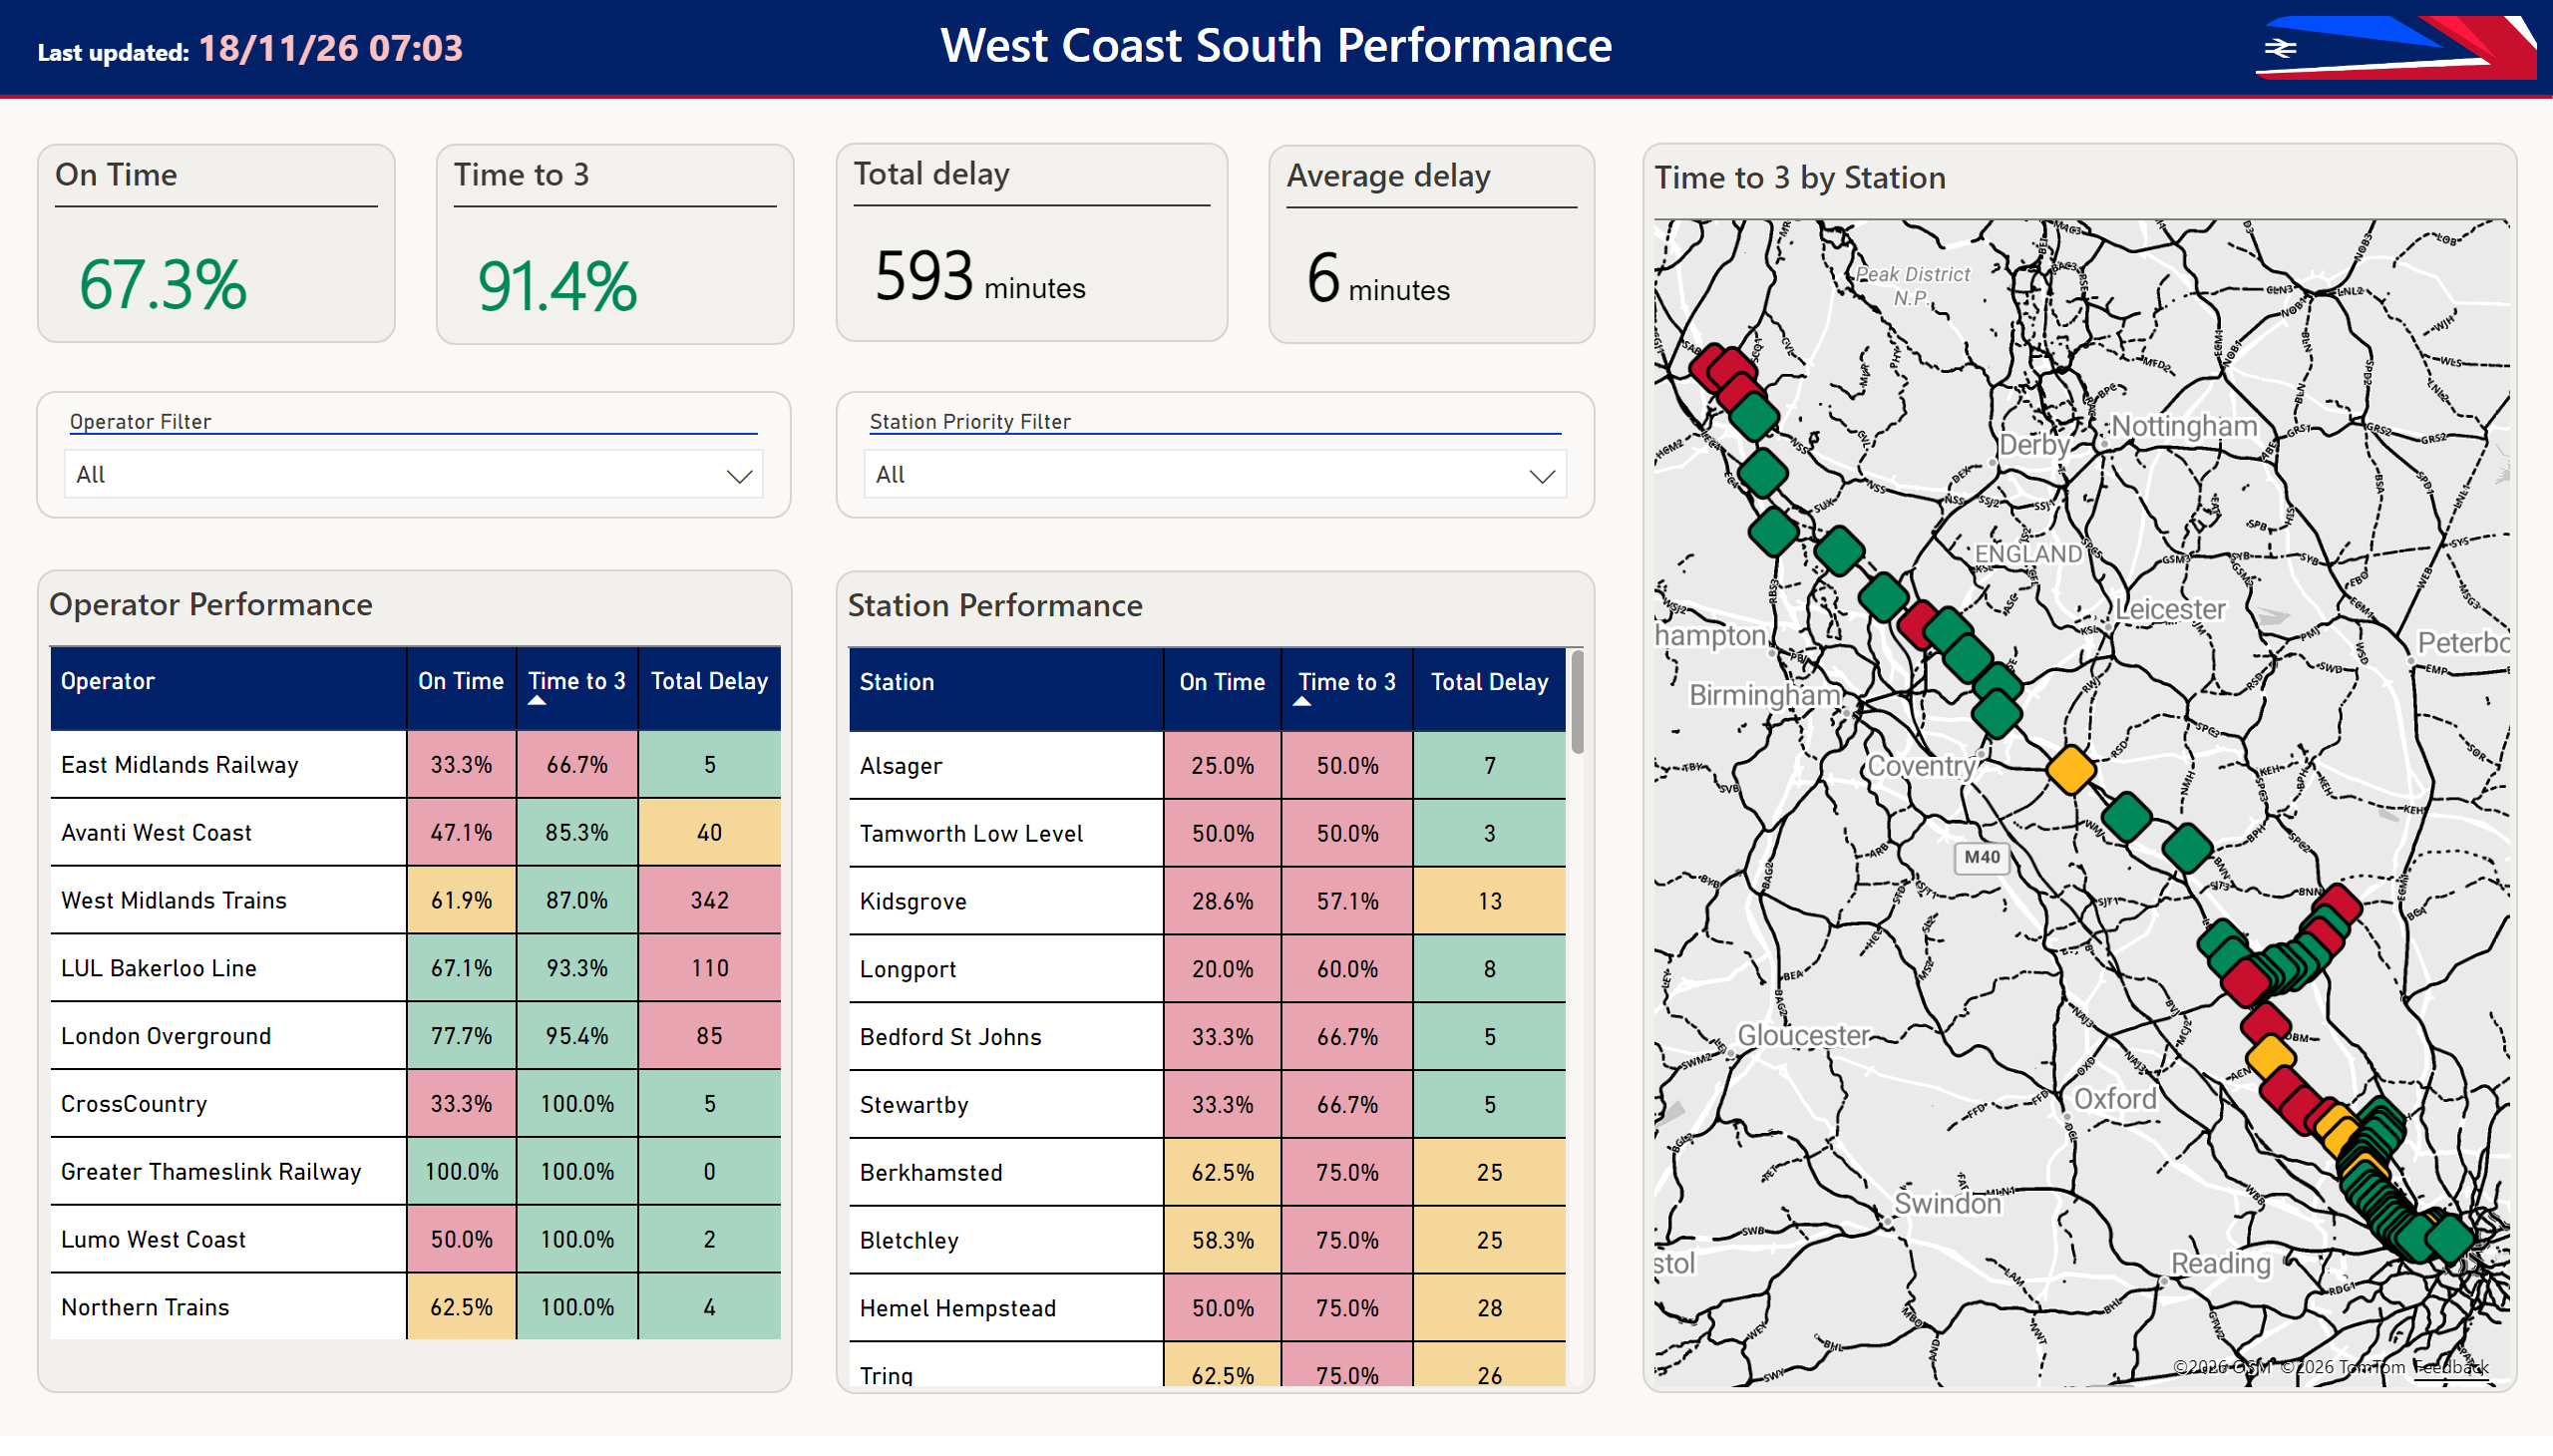 Last updated: 18/11/26 07:03
West Coast South Performance
On Time
67.3%
Time to 3
91.4%
Total delay
593 minutes
Average delay
6 minutes
Operator Filter
All
Station Priority Filter
All
Operator Performance
Operator On Time Time to 3 Total Delay
East Midlands Railway 33.3% 66.7% 5
Avanti West Coast 47.1% 85.3% 40
West Midlands Trains 61.9% 87.0% 342
LUL Bakerloo Line 67.1% 93.3% 110
London Overground 77.7% 95.4% 85
CrossCountry 33.3% 100.0% 5
Greater Thameslink Railway 100.0% 100.0% 0
Lumo West Coast 50.0% 100.0% 2
Northern Trains 62.5% 100.0% 4
Station Performance
Station On Time Time to 3 Total Delay
Alsager 25.0% 50.0% 7
Tamworth Low Level 50.0% 50.0% 3
Kidsgrove 28.6% 57.1% 13
Longport 20.0% 60.0% 8
Bedford St Johns 33.3% 66.7% 5
Stewartby 33.3% 66.7% 5
Berkhamsted 62.5% 75.0% 25
Bletchley 58.3% 75.0% 25
Hemel Hempstead 50.0% 75.0% 28
Tring 62.5% 75.0% 26
Time to 3 by Station
Peak District
N.P.
Nottingham
Derby
ENGLAND
Leicester
hampton
Peterbo
Birmingham
Coventry
M40
Gloucester
Oxford
Swindon
stol
Reading
©2026 OSM ©2026 TomTom Feedback